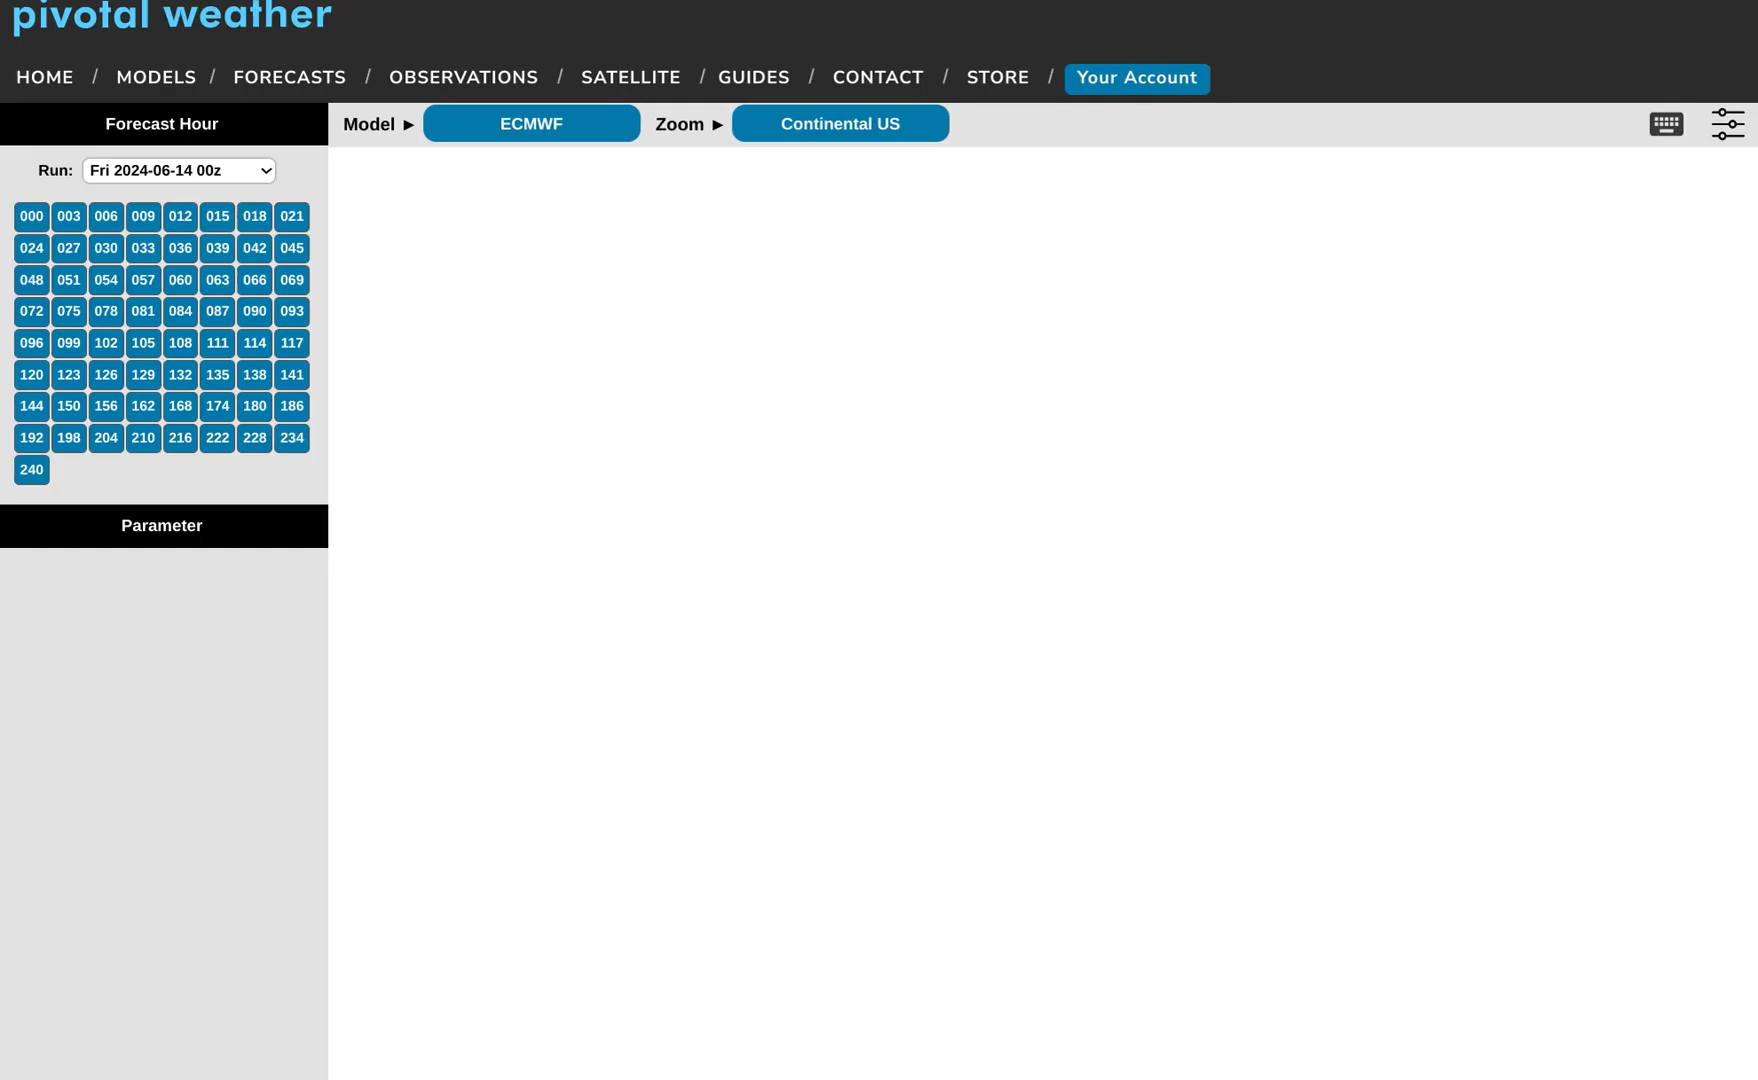 pivotal weather
HOME / MODELS / FORECASTS / OBSERVATIONS / SATELLITE / GUIDES / CONTACT / STORE / Your Account
Forecast Hour
Model ► ECMWF Zoom ► Continental US
Run: Fri 2024-06-14 00z
000 003 006 009 012 015 018 021
024 027 030 033 036 039 042 045
048 051 054 057 060 063 066 069
072 075 078 081 084 087 090 093
096 099 102 105 108 111 114 117
120 123 126 129 132 135 138 141
144 150 156 162 168 174 180 186
192 198 204 210 216 222 228 234
240
Parameter